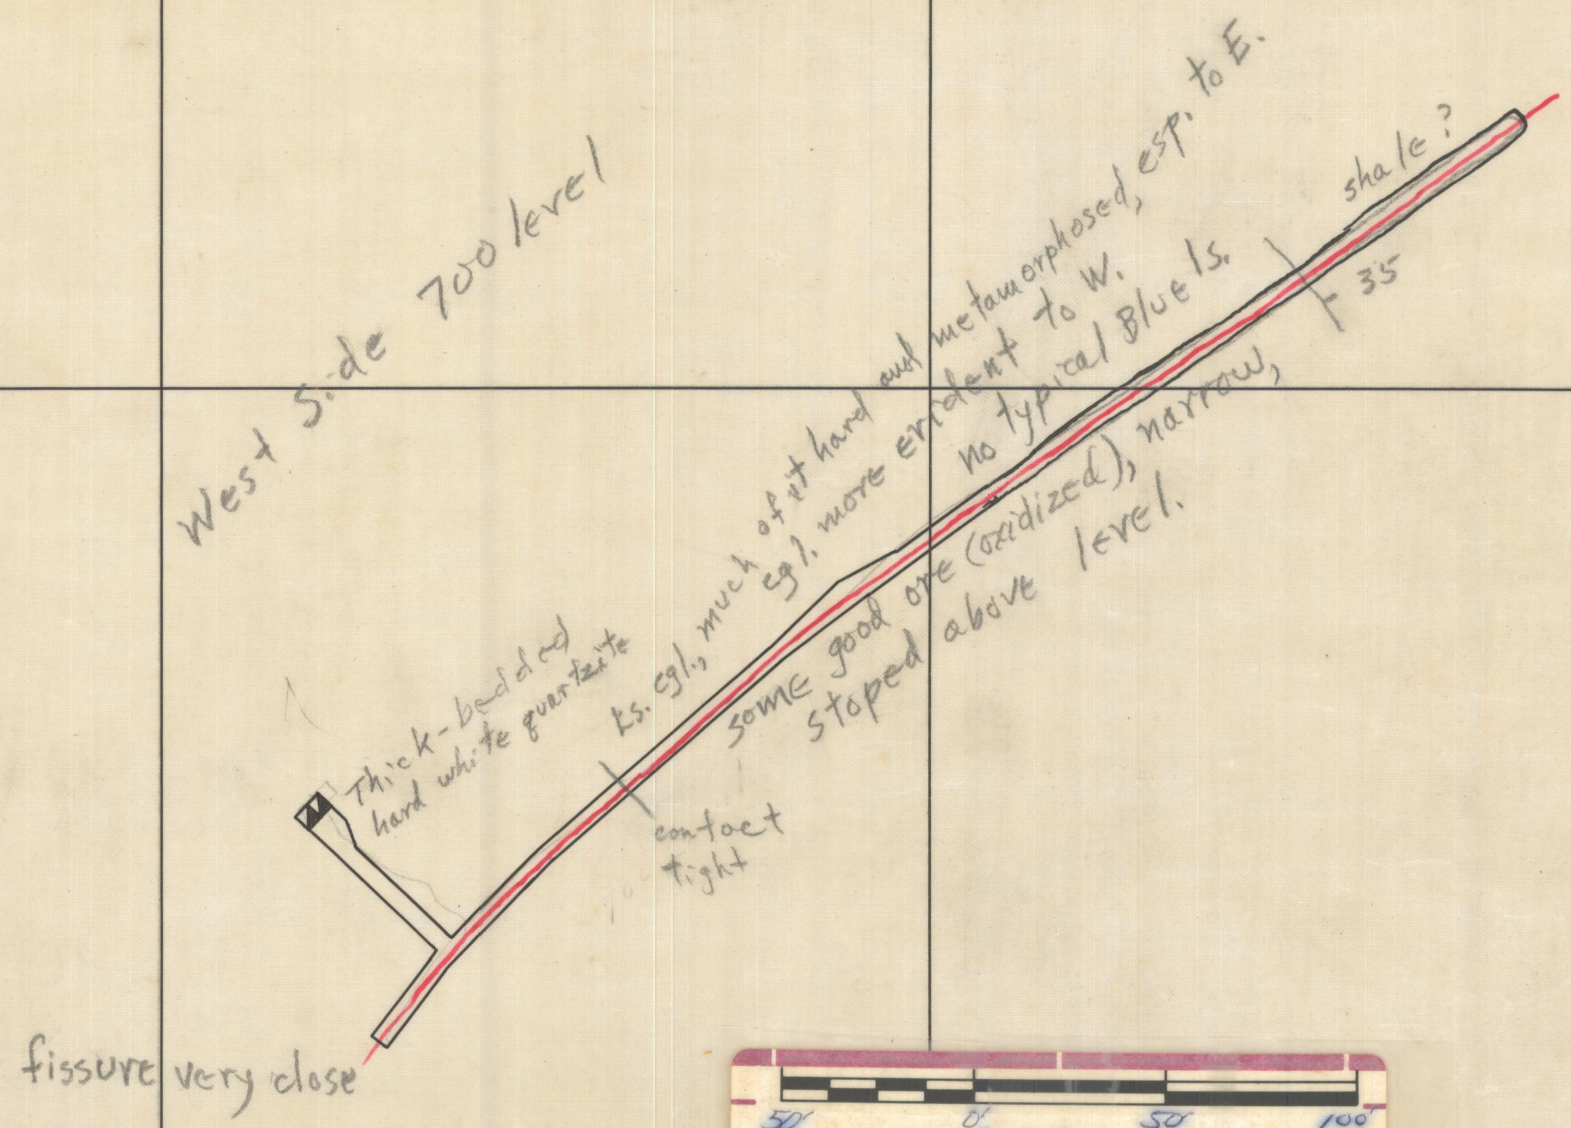 West Side 700 level
shale?
35
Ls. cgl., much of it hard and metamorphosed, esp. to E.
cgl. more evident to W.
no typical Blue ls.
some good ore (oxidized), narrow,
stoped above level.
Thick-bedded
hard white quartzite
contact
tight
fissure very close
50' 0' 50' 100'